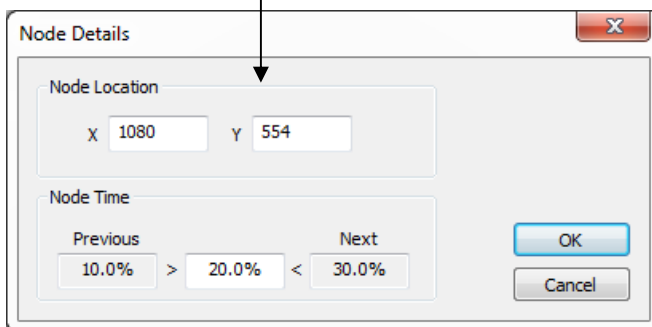 Node Details
Node Location
X 1080 Y 554
Node Time
Previous Next
10.0% > 20.0% < 30.0%
OK
Cancel